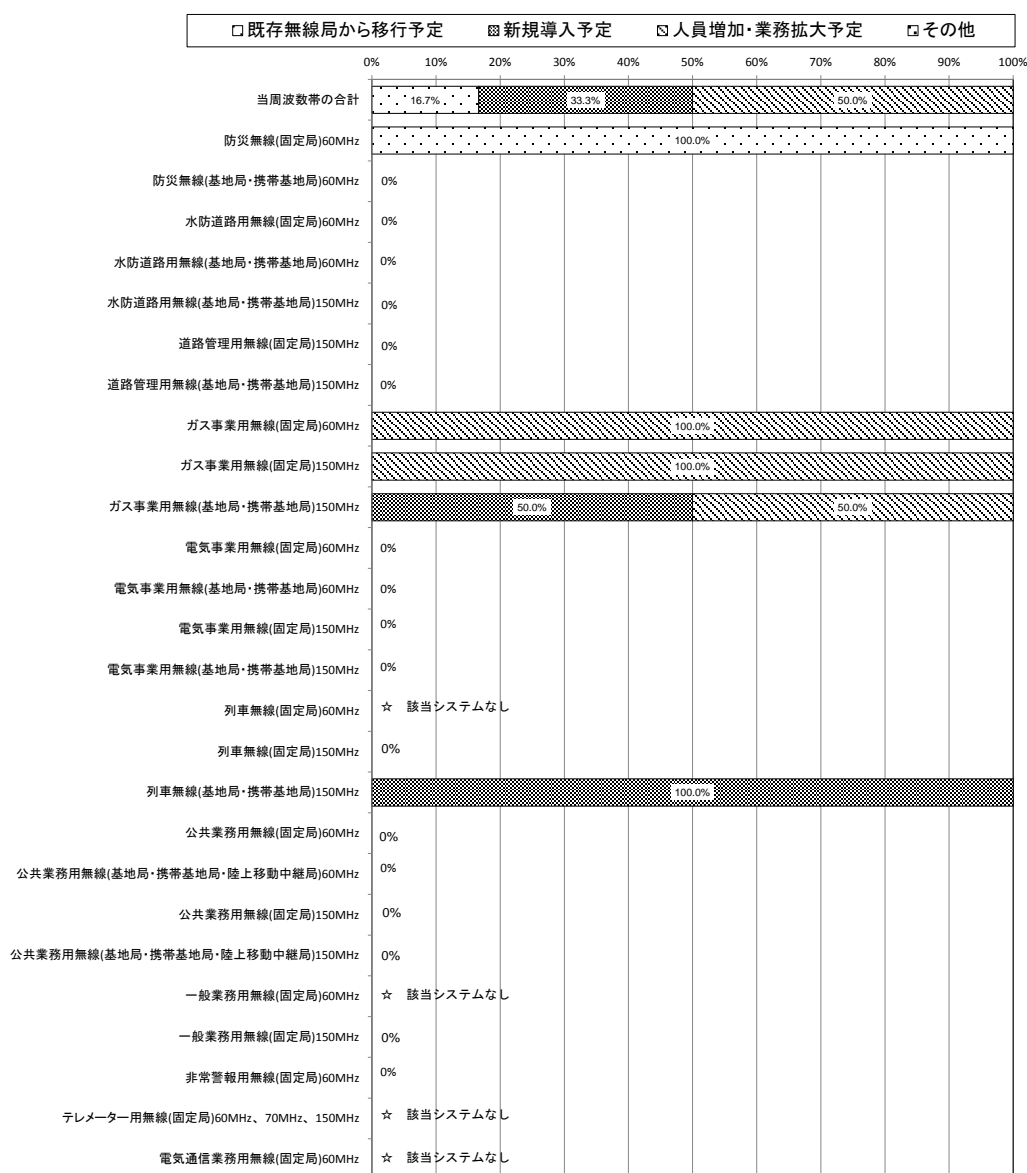 既存無線局から移行予定 新規導入予定 人員増加・業務拡大予定 その他
0% 10% 20% 30% 40% 50% 60% 70% 80% 90% 100%
当周波数帯の合計 16.7% 33.3% 50.0%
防災無線(固定局)60MHz 100.0%
防災無線(基地局・携帯基地局)60MHz 0%
水防道路用無線(固定局)60MHz 0%
水防道路用無線(基地局・携帯基地局)60MHz 0%
水防道路用無線(基地局・携帯基地局)150MHz 0%
道路管理用無線(固定局)150MHz 0%
道路管理用無線(基地局・携帯基地局)150MHz 0%
ガス事業用無線(固定局)60MHz 100.0%
ガス事業用無線(固定局)150MHz 100.0%
ガス事業用無線(基地局・携帯基地局)150MHz 50.0% 50.0%
電気事業用無線(固定局)60MHz 0%
電気事業用無線(基地局・携帯基地局)60MHz 0%
電気事業用無線(固定局)150MHz 0%
電気事業用無線(基地局・携帯基地局)150MHz 0%
列車無線(固定局)60MHz ☆ 該当システムなし
列車無線(固定局)150MHz 0%
列車無線(基地局・携帯基地局)150MHz 100.0%
公共業務用無線(固定局)60MHz 0%
公共業務用無線(基地局・携帯基地局・陸上移動中継局)60MHz 0%
公共業務用無線(固定局)150MHz 0%
公共業務用無線(基地局・携帯基地局・陸上移動中継局)150MHz 0%
一般業務用無線(固定局)60MHz ☆ 該当システムなし
一般業務用無線(固定局)150MHz 0%
非常警報用無線(固定局)60MHz 0%
テレメーター用無線(固定局)60MHz、70MHz、150MHz ☆ 該当システムなし
電気通信業務用無線(固定局)60MHz ☆ 該当システムなし